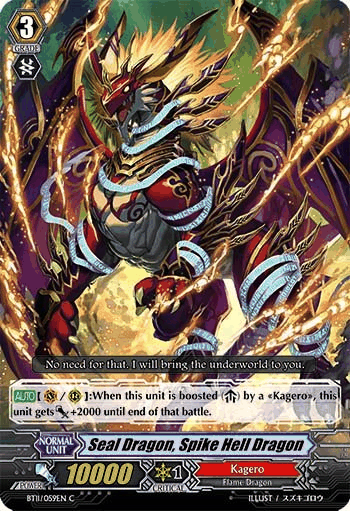 3
GRADE
No need for that. I will bring the underworld to you.
AUTO [ / ]:When this unit is boosted ( ) by a «Kagero», this
unit gets +2000 until end of that battle.
NORMAL
UNIT
Seal Dragon, Spike Hell Dragon
POWER 10000
1
CRITICAL
Kagero
Flame Dragon
BT11/059EN C
ILLUST / スズキゴロウ